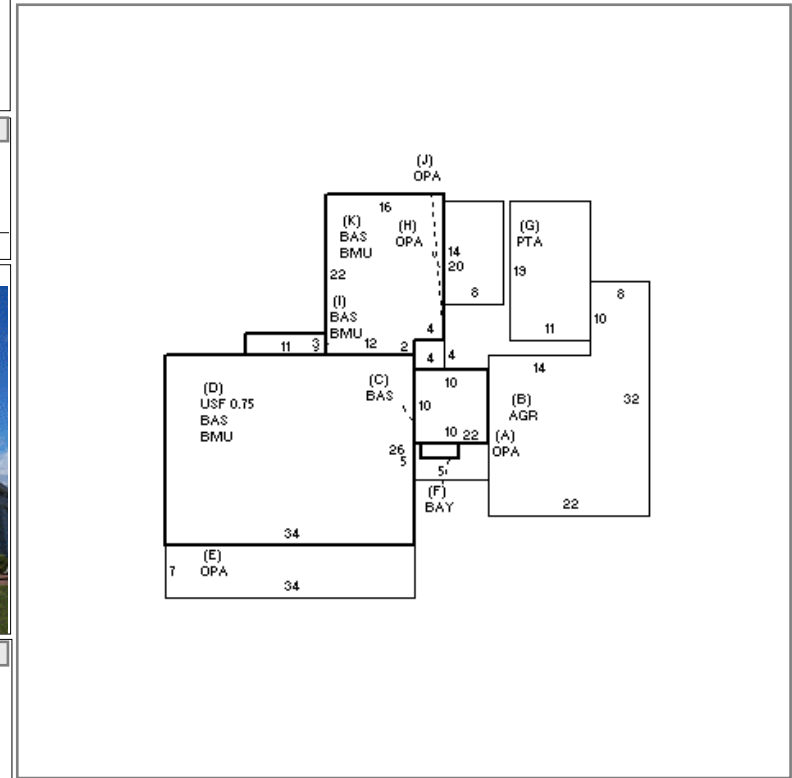 (J)
OPA
16
(K)
BAS
BMU
(H)
OPA
(G)
PTA
14
20
19
22
8
8
10
(I)
BAS
BMU
4
11
11
3
12
2
4
4
14
(D)
USF 0.75
BAS
BMU
(C)
BAS
10
10
(B)
AGR
32
10
22
(A)
OPA
26
5
5
(F)
BAY
22
34
(E)
OPA
7
34